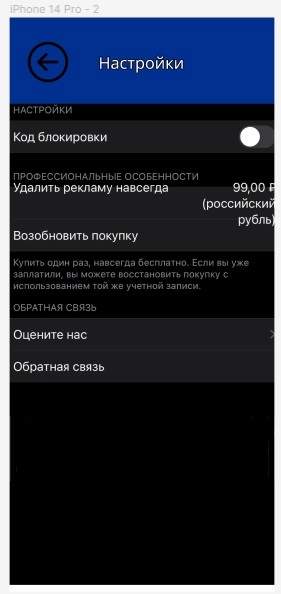 iPhone 14 Pro - 2
Настройки
НАСТРОЙКИ
Код блокировки
ПРОФЕССИОНАЛЬНЫЕ ОСОБЕННОСТИ
Удалить рекламу навсегда 99,00 ₽
(российский
рубль)
Возобновить покупку
Купить один раз, навсегда бесплатно. Если вы уже
заплатили, вы можете восстановить покупку с
использованием той же учетной записи.
ОБРАТНАЯ СВЯЗЬ
Оцените нас
Обратная связь